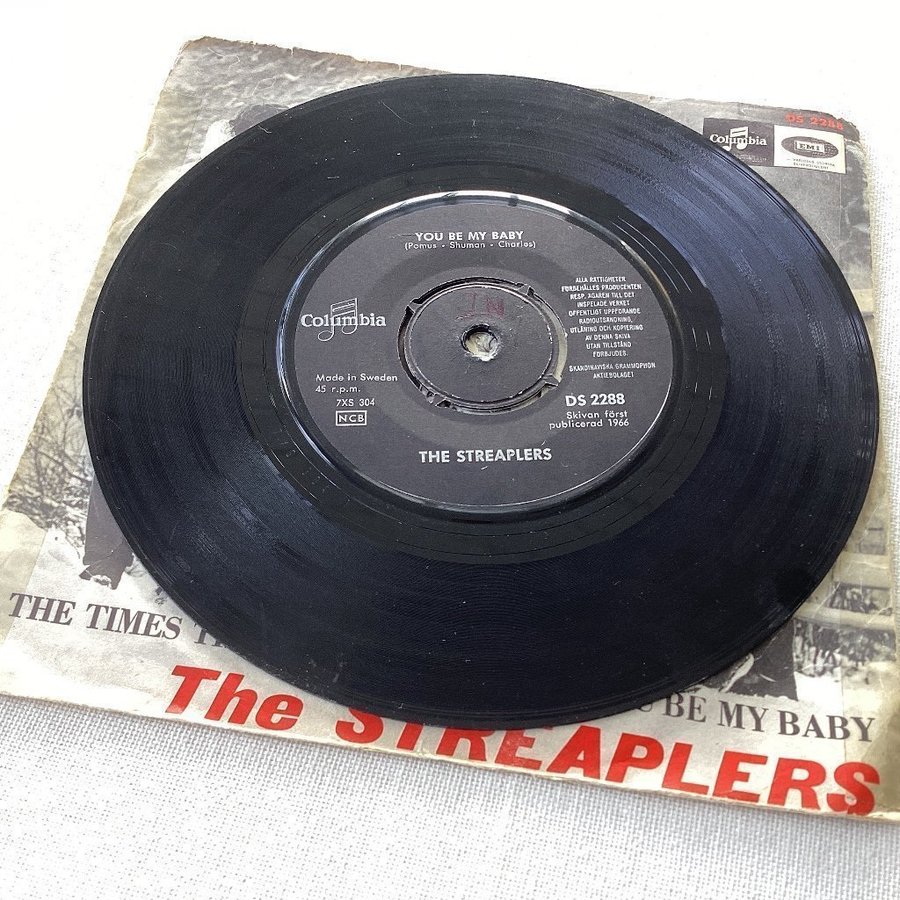 DS 2288
Columbia
EMI
YOU BE MY BABY
(Pomus - Shuman - Charles)
Columbia
Made in Sweden
45 r.p.m.
7XS 304
NCB
ALLA RÄTTIGHETER
FÖRBEHÅLLES PRODUCENTEN
RESP. ÄGAREN TILL DET
INSPELADE VERKET
OFFENTLIGT UPPFÖRANDE
RADIOUTSÄNDNING,
UTLÅNING OCH KOPIERING
AV DENNA SKIVA
UTAN TILLSTÅND
FÖRBJUDES.
SKANDINAVISKA GRAMMOPHON
AKTIEBOLAGET
DS 2288
Skivan först
publicerad 1966
THE STREAPLERS
THE TIMES
BE MY BABY
The STREAPLERS